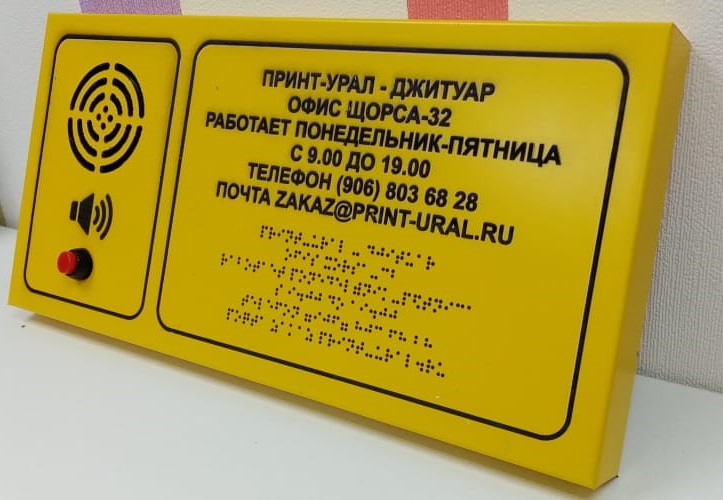 ПРИНТ-УРАЛ - ДЖИТУАР
ОФИС ЩОРСА-32
РАБОТАЕТ ПОНЕДЕЛЬНИК-ПЯТНИЦА
С 9.00 ДО 19.00
ТЕЛЕФОН (906) 803 68 28
ПОЧТА ZAKAZ@PRINT-URAL.RU